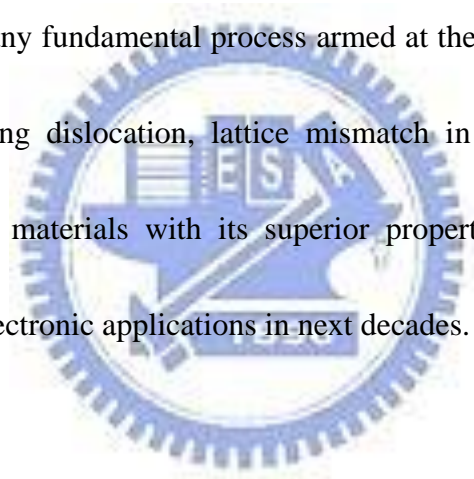 ny fundamental process armed at the
ng dislocation, lattice mismatch in
materials with its superior propert
ectronic applications in next decades.
E S A